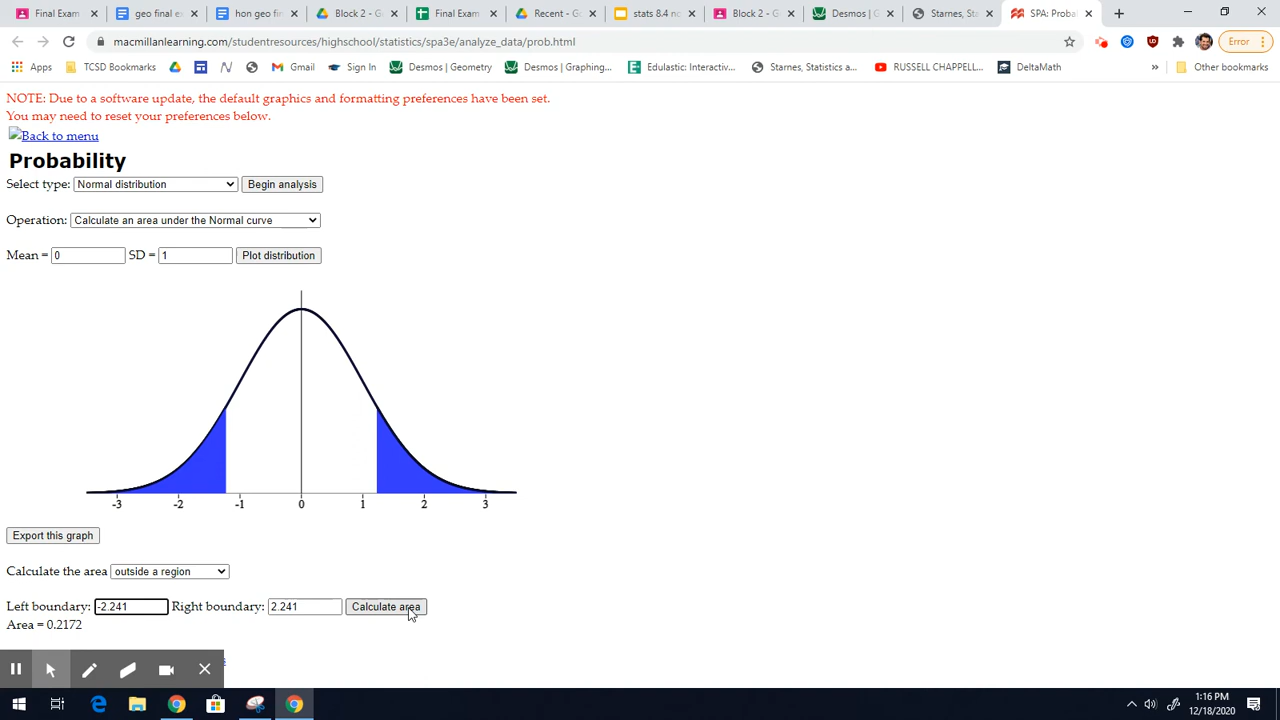 Final Exam
geo final e
hon geo fin
Block 2 - G
Final Exam
Recent - Go
stats 8.4 no
Block 2 - G
Desmos | G
Starnes, Sta
SPA: Proba
macmillanlearning.com/studentresources/highschool/statistics/spa3e/analyze_data/prob.html
Error
Apps
TCSD Bookmarks
Gmail
Sign In
Desmos | Geometry
Desmos | Graphing...
Edulastic: Interactiv...
Starnes, Statistics a...
RUSSELL CHAPPELL...
DeltaMath
»
Other bookmarks
NOTE: Due to a software update, the default graphics and formatting preferences have been set.
You may need to reset your preferences below.
Back to menu
Probability
Select type: Normal distribution Begin analysis
Operation: Calculate an area under the Normal curve
Mean = 0 SD = 1 Plot distribution
-3 -2 -1 0 1 2 3
Export this graph
Calculate the area outside a region
Left boundary: -2.241 Right boundary: 2.241 Calculate area
Area = 0.2172
1:16 PM
12/18/2020